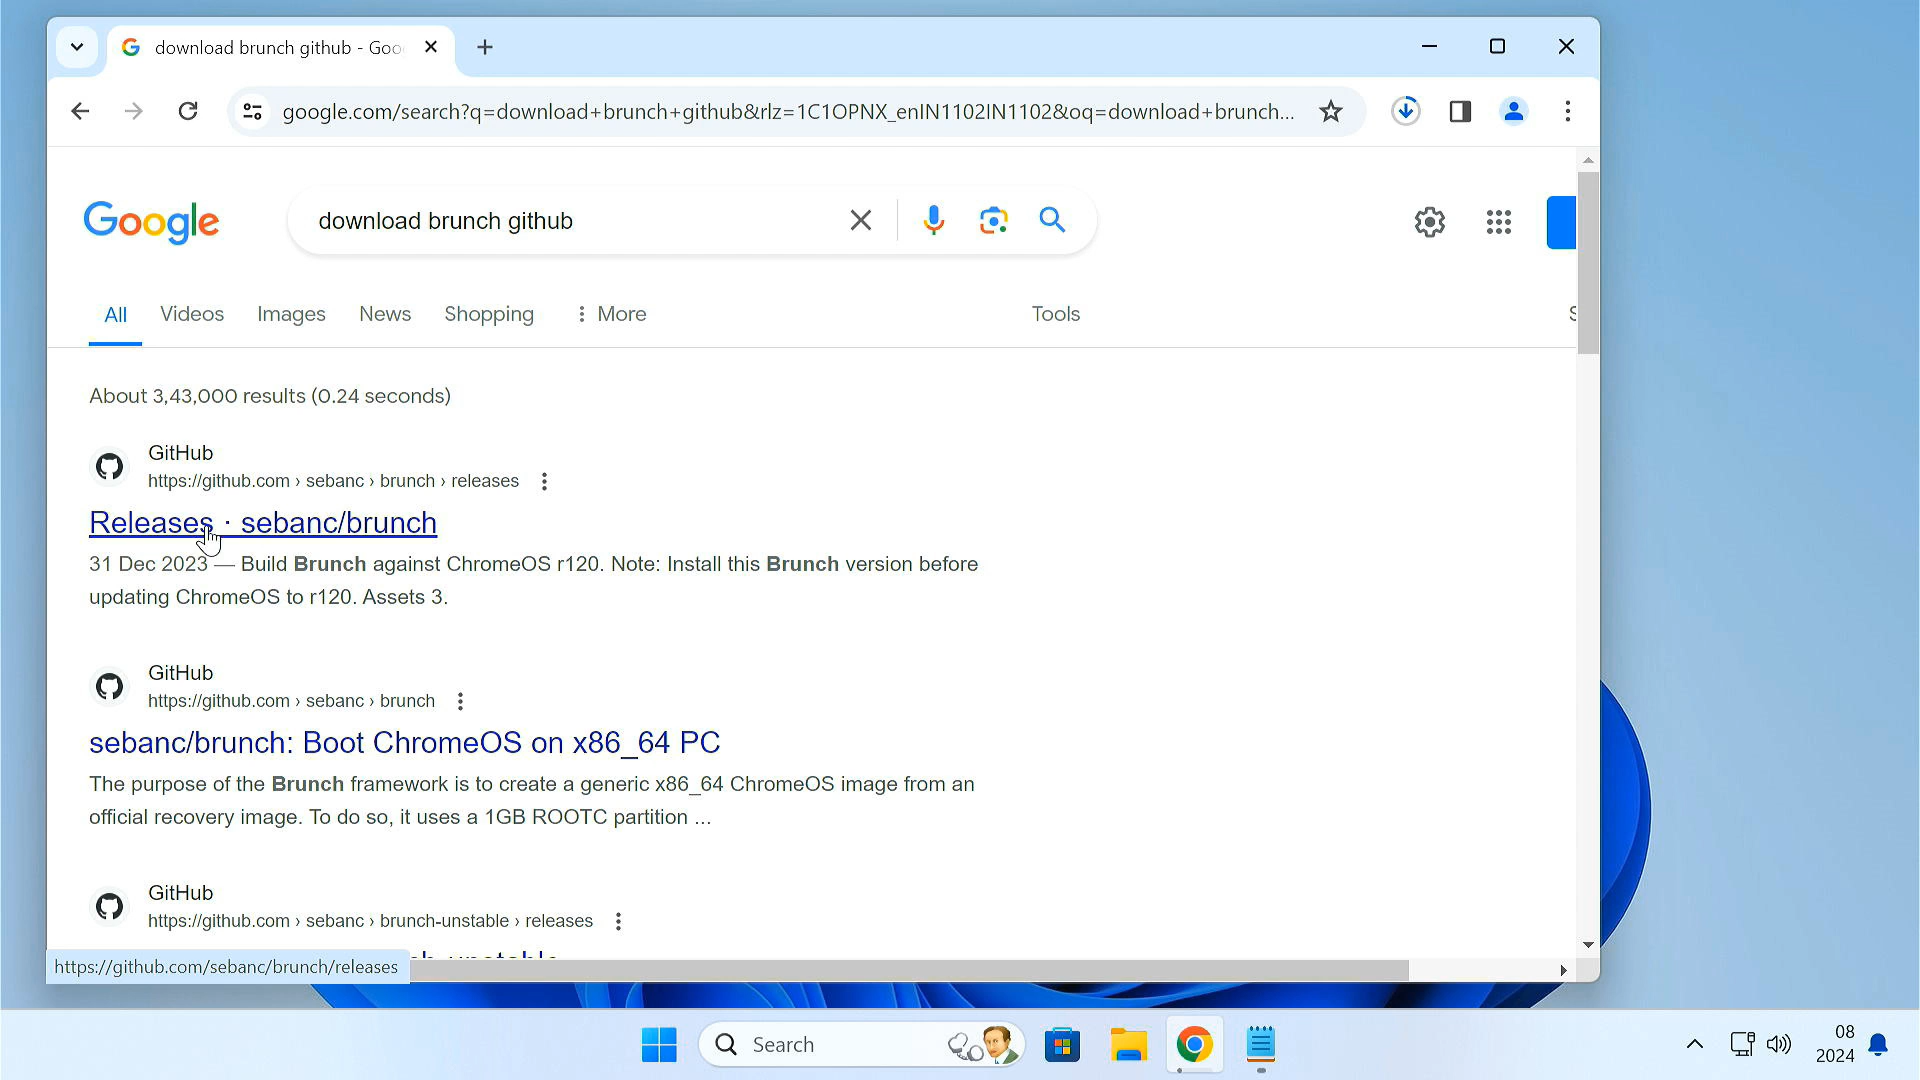 download brunch github - Goo
google.com/search?q=download+brunch+github&rlz=1C1OPNX_enIN1102IN1102&oq=download+brunch...
Google
download brunch github
All
Videos
Images
News
Shopping
More
Tools
About 3,43,000 results (0.24 seconds)
GitHub
https://github.com › sebanc › brunch › releases
Releases · sebanc/brunch
31 Dec 2023 — Build Brunch against ChromeOS r120. Note: Install this Brunch version before
updating ChromeOS to r120. Assets 3.
GitHub
https://github.com › sebanc › brunch
sebanc/brunch: Boot ChromeOS on x86_64 PC
The purpose of the Brunch framework is to create a generic x86_64 ChromeOS image from an
official recovery image. To do so, it uses a 1GB ROOTC partition ...
GitHub
https://github.com › sebanc › brunch-unstable › releases
https://github.com/sebanc/brunch/releases
Search
08
2024